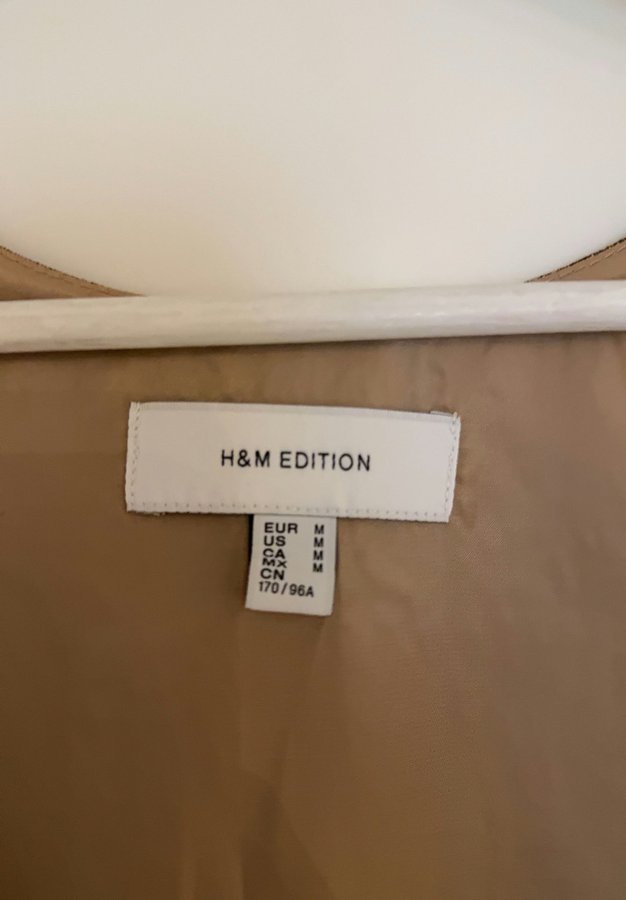 H&M EDITION
EUR M
US M
CA M
MX M
CN
170/96A